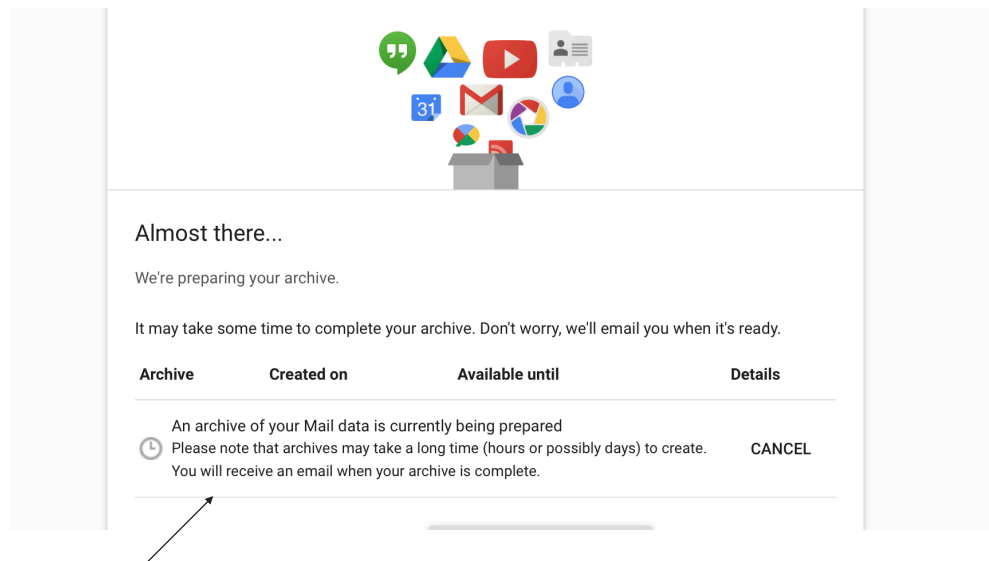 31
Almost there...
We're preparing your archive.
It may take some time to complete your archive. Don't worry, we'll email you when it's ready.
Archive Created on Available until Details
An archive of your Mail data is currently being prepared
Please note that archives may take a long time (hours or possibly days) to create.
CANCEL
You will receive an email when your archive is complete.